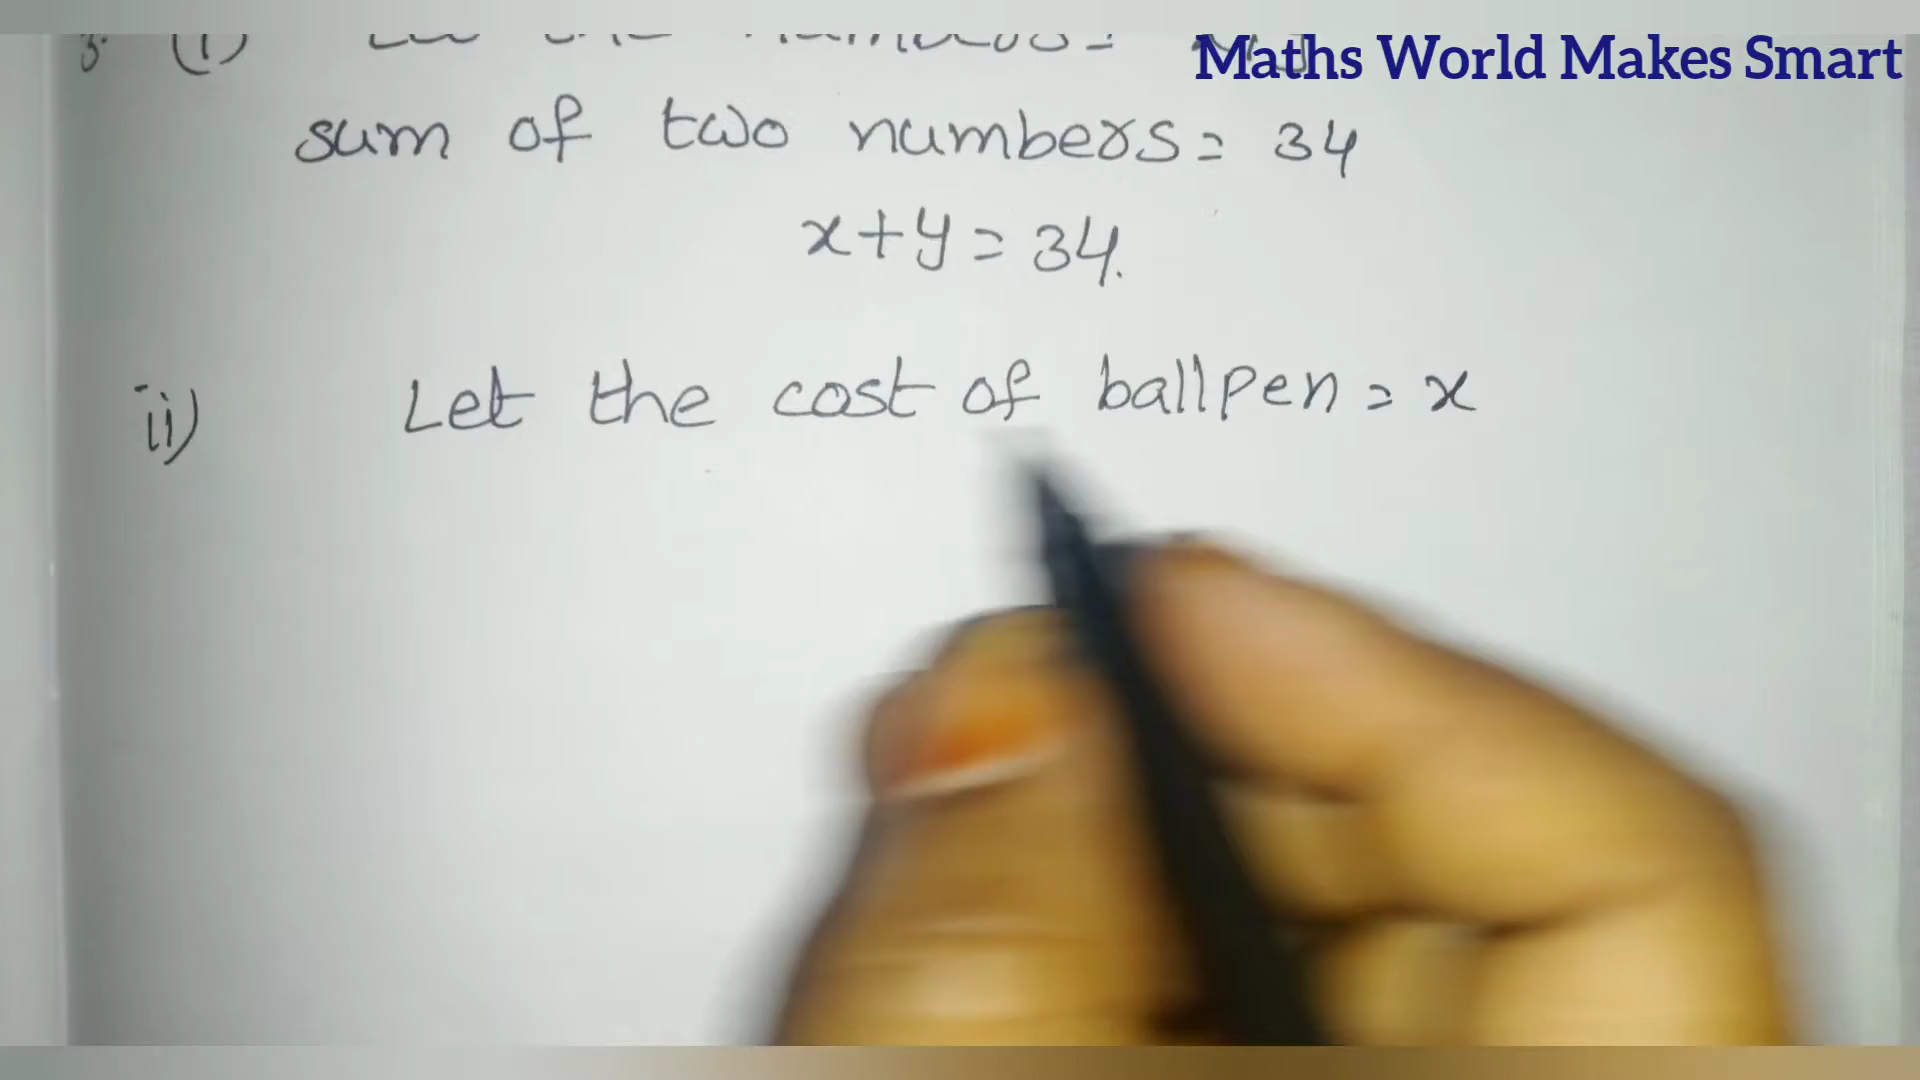 Maths World Makes Smart
(i)
sum of two numbers = 34
x+y = 34.
ii) Let the cost of ballpen = x